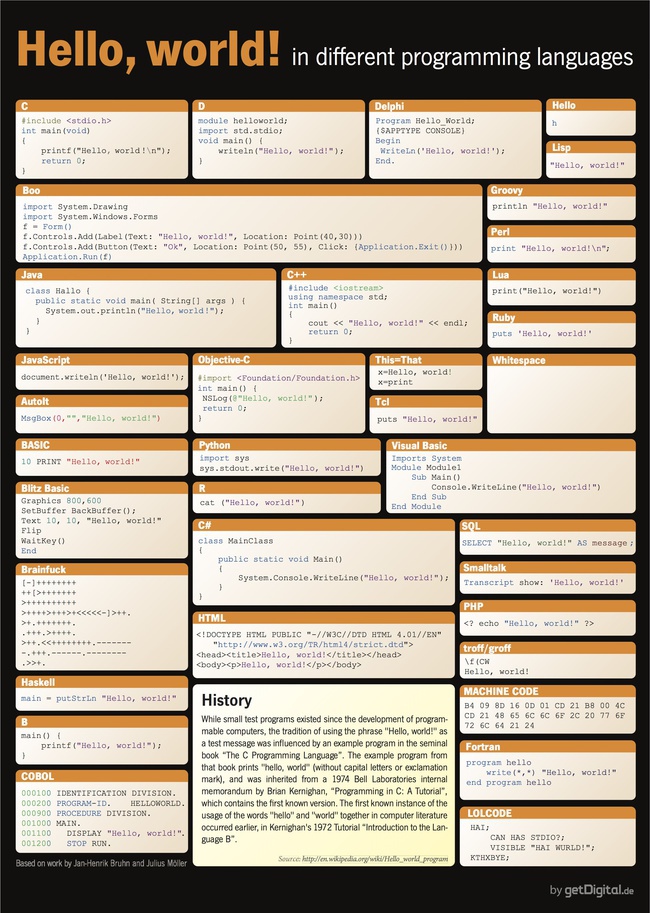 Hello, world! in different programming languages
C
#include <stdio.h>
int main(void)
{
printf("Hello, world!\n");
return 0;
}
D
module helloworld;
import std.stdio;
void main() {
writeln("Hello, world!");
}
Delphi
Program Hello_World;
{$APPTYPE CONSOLE}
Begin
WriteLn('Hello, world!');
End.
Hello
h
Lisp
"Hello, world!"
Boo
import System.Drawing
import System.Windows.Forms
f = Form()
f.Controls.Add(Label(Text: "Hello, world!", Location: Point(40,30)))
f.Controls.Add(Button(Text: "Ok", Location: Point(50, 55), Click: {Application.Exit()}))
Application.Run(f)
Groovy
println "Hello, world!"
Perl
print "Hello, world!\n";
Java
class Hallo {
public static void main( String[] args ) {
System.out.println("Hello, world!");
}
}
C++
#include <iostream>
using namespace std;
int main()
{
cout << "Hello, world!" << endl;
return 0;
}
Lua
print("Hello, world!")
Ruby
puts 'Hello, world!'
JavaScript
document.writeln('Hello, world!');
AutoIt
MsgBox(0,"","Hello, world!")
Objective-C
#import <Foundation/Foundation.h>
int main() {
NSLog(@"Hello, world!");
return 0;
}
This=That
x=Hello, world!
x=print
Tcl
puts "Hello, world!"
Whitespace
BASIC
10 PRINT "Hello, world!"
Python
import sys
sys.stdout.write("Hello, world!")
Visual Basic
Imports System
Module Module1
Sub Main()
Console.WriteLine("Hello, world!")
End Sub
End Module
Blitz Basic
Graphics 800,600
SetBuffer BackBuffer();
Text 10, 10, "Hello, world!"
Flip
WaitKey()
End
R
cat ("Hello, world!")
C#
class MainClass
{
public static void Main()
{
System.Console.WriteLine("Hello, world!");
}
}
SQL
SELECT "Hello, world!" AS message;
Smalltalk
Transcript show: 'Hello, world!'
Brainfuck
[-]++++++++
++[>+++++++
>++++++++++
>++++>+++>+<<<<<-]>++.
>+.+++++++.
.+++.>++++.
>++.<<++++++++.-------
-.+++.------.--------
.>>+.
HTML
<!DOCTYPE HTML PUBLIC "-//W3C//DTD HTML 4.01//EN"
"http://www.w3.org/TR/html4/strict.dtd">
<head><title>Hello, world!</title></head>
<body><p>Hello, world!</p></body>
PHP
<? echo "Hello, world!" ?>
troff/groff
\f(CW
Hello, world!
Haskell
main = putStrLn "Hello, world!"
B
main() {
printf("Hello, world!");
}
COBOL
000100 IDENTIFICATION DIVISION.
000200 PROGRAM-ID. HELLOWORLD.
000900 PROCEDURE DIVISION.
001000 MAIN.
001100 DISPLAY "Hello, world!".
001200 STOP RUN.
Based on work by Jan-Henrik Bruhn and Julius Möller
History
While small test programs existed since the development of program-
mable computers, the tradition of using the phrase "Hello, world!" as
a test message was influenced by an example program in the seminal
book "The C Programming Language". The example program from
that book prints "hello, world" (without capital letters or exclamation
mark), and was inherited from a 1974 Bell Laboratories internal
memorandum by Brian Kernighan, "Programming in C: A Tutorial",
which contains the first known version. The first known instance of the
usage of the words "hello" and "world" together in computer literature
occurred earlier, in Kernighan's 1972 Tutorial "Introduction to the Lan-
guage B".
Source: http://en.wikipedia.org/wiki/Hello_world_program
MACHINE CODE
B4 09 8D 16 0D 01 CD 21 B8 00 4C
CD 21 48 65 6C 6C 6F 2C 20 77 6F
72 6C 64 21 24
Fortran
program hello
write(*,*) "Hello, world!"
end program hello
LOLCODE
HAI;
CAN HAS STDIO?;
VISIBLE "HAI WURLD!";
KTHXBYE;
by getDigital.de